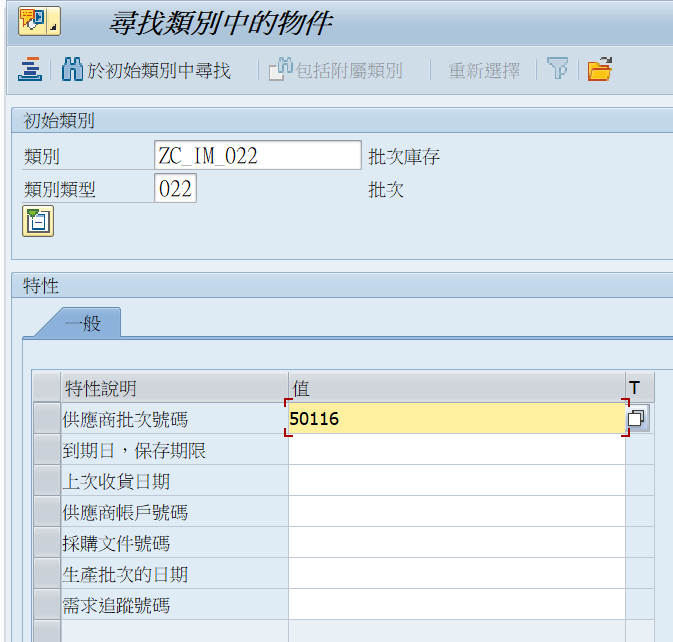 尋找類別中的物件
於初始類別中尋找 包括附屬類別 重新選擇
初始類別
類別 ZC_IM_022 批次庫存
類別類型 022 批次
特性
一般
特性說明 值 T
供應商批次號碼 50116
到期日，保存期限
上次收貨日期
供應商帳戶號碼
採購文件號碼
生產批次的日期
需求追蹤號碼